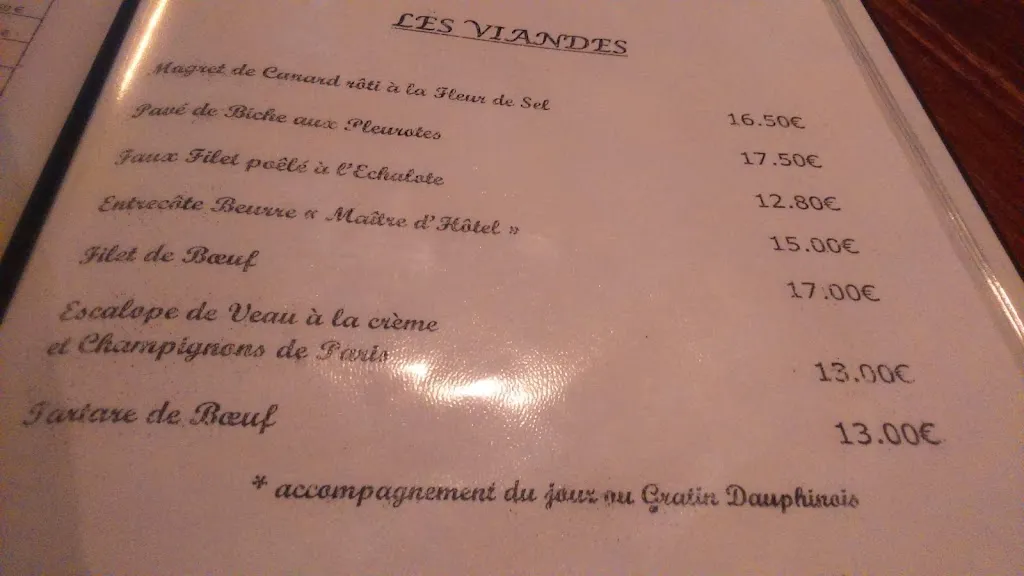 LES VIANDES
Magret de Canard rôti à la Fleur de Sel 16.50€
Pavé de Biche aux Pleurotes 17.50€
Faux Filet poêlé à l'Echalote 12.80€
Entrecôte Beurre « Maître d'Hôtel » 15.00€
Filet de Bœuf 17.00€
Escalope de Veau à la crème
et Champignons de Paris 13.00€
Tartare de Bœuf 13.00€
* accompagnement du jour ou Gratin Dauphinois